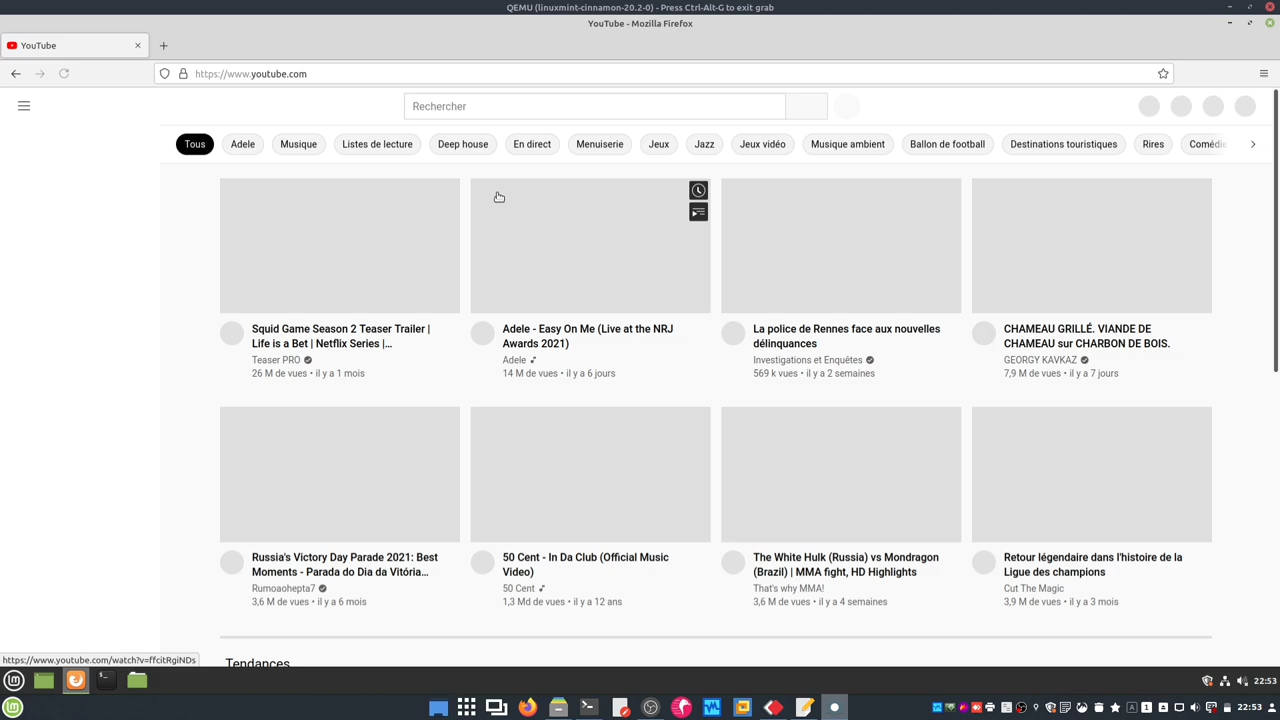 QEMU (linuxmint-cinnamon-20.2-0) - Press Ctrl-Alt-G to exit grab
YouTube - Mozilla Firefox
YouTube
https://www.youtube.com
Rechercher
Tous Adele Musique Listes de lecture Deep house En direct Menuiserie Jeux Jazz Jeux vidéo Musique ambient Ballon de football Destinations touristiques Rires Comédie
Squid Game Season 2 Teaser Trailer |
Life is a Bet | Netflix Series |...
Teaser PRO
26 M de vues • il y a 1 mois
Adele - Easy On Me (Live at the NRJ
Awards 2021)
Adele
14 M de vues • il y a 6 jours
La police de Rennes face aux nouvelles
délinquances
Investigations et Enquêtes
569 k vues • il y a 2 semaines
CHAMEAU GRILLÉ. VIANDE DE
CHAMEAU sur CHARBON DE BOIS.
GEORGY KAVKAZ
7,9 M de vues • il y a 7 jours
Russia's Victory Day Parade 2021: Best
Moments - Parada do Dia da Vitória...
Rumoaohepta7
3,6 M de vues • il y a 6 mois
50 Cent - In Da Club (Official Music
Video)
50 Cent
1,3 Md de vues • il y a 12 ans
The White Hulk (Russia) vs Mondragon
(Brazil) | MMA fight, HD Highlights
That's why MMA!
3,6 M de vues • il y a 4 semaines
Retour légendaire dans l'histoire de la
Ligue des champions
Cut The Magic
3,9 M de vues • il y a 3 mois
Tendances
https://www.youtube.com/watch?v=ffcitRgiNDs
22:53
22:53